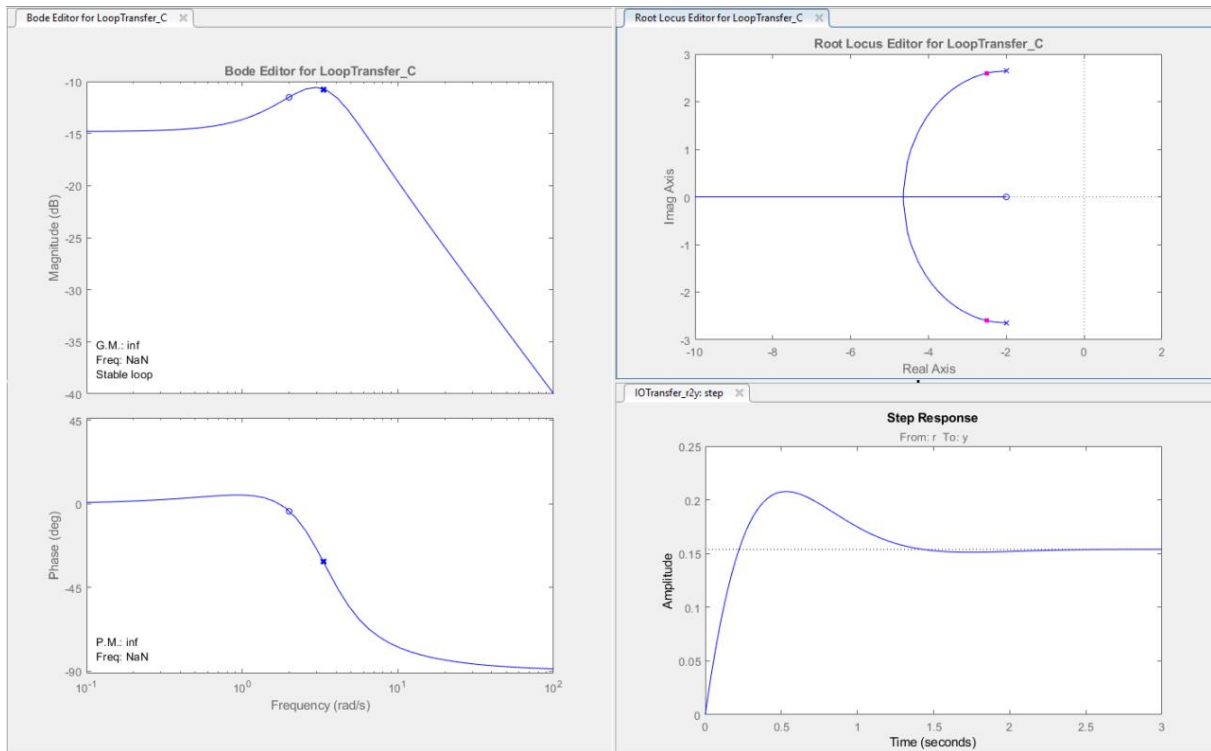 Bode Editor for LoopTransfer_C
Bode Editor for LoopTransfer_C
-10
-15
-20
-25
-30
-35
-40
Magnitude (dB)
G.M.: inf
Freq: NaN
Stable loop
45
0
-45
-90
Phase (deg)
P.M.: inf
Freq: NaN
10^-1
10^0
10^1
10^2
Frequency (rad/s)
Root Locus Editor for LoopTransfer_C
Root Locus Editor for LoopTransfer_C
3
2
1
0
-1
-2
-3
Imag Axis
-10
-8
-6
-4
-2
0
2
Real Axis
IOTransfer_r2y: step
Step Response
From: r To: y
0.25
0.2
0.15
0.1
0.05
0
Amplitude
0
0.5
1
1.5
2
2.5
3
Time (seconds)